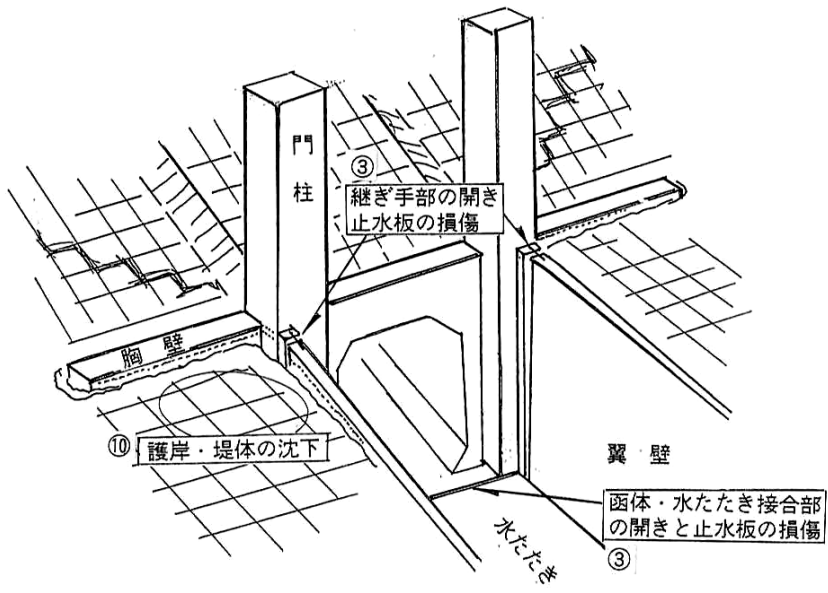 門柱
③
継ぎ手部の開き
止水板の損傷
胸壁
⑩ 護岸・堤体の沈下
翼壁
函体・水たたき接合部
の開きと止水板の損傷
③
水たたき